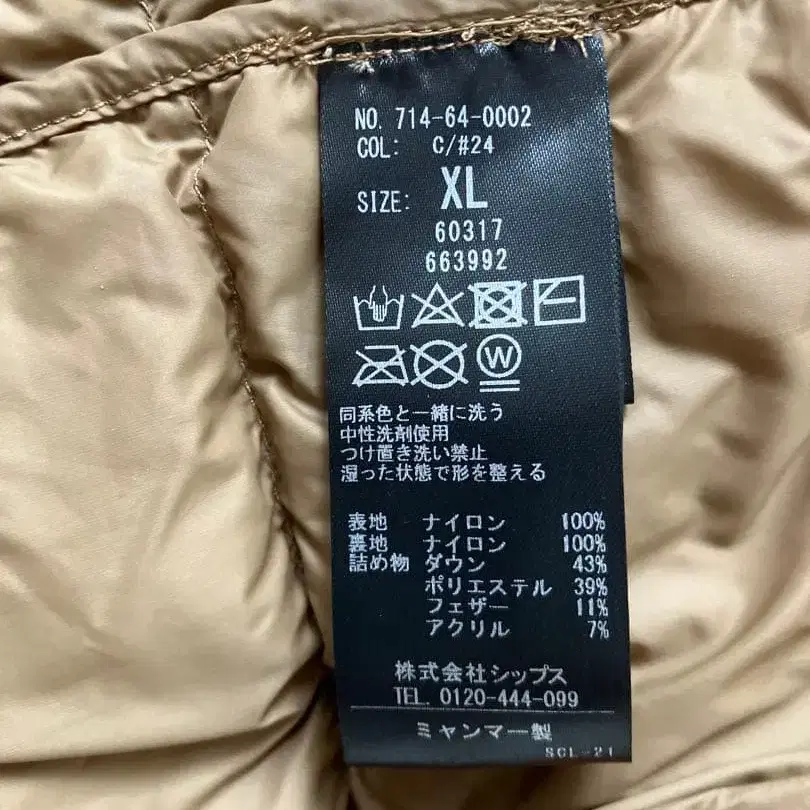 NO. 714-64-0002
COL: C/#24
SIZE: XL
60317
663992
W
同系色と一緒に洗う
中性洗剤使用
つけ置き洗い禁止
湿った状態で形を整える
表地 ナイロン 100%
裏地 ナイロン 100%
詰め物 ダウン 43%
ポリエステル 39%
フェザー 11%
アクリル 7%
株式会社シップス
TEL. 0120-444-099
ミャンマー製
SCL-21